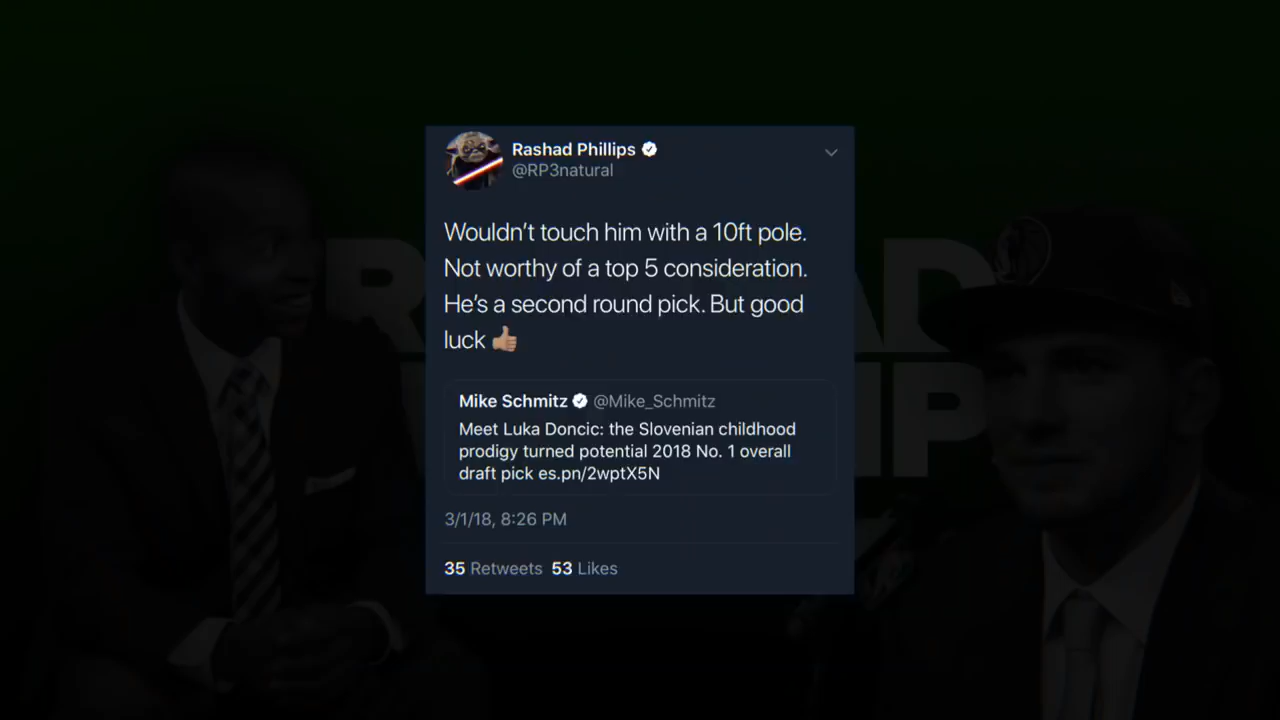 Rashad Phillips
@RP3natural
Wouldn’t touch him with a 10ft pole.
Not worthy of a top 5 consideration.
He’s a second round pick. But good
luck 👍🏽
Mike Schmitz @Mike_Schmitz
Meet Luka Doncic: the Slovenian childhood
prodigy turned potential 2018 No. 1 overall
draft pick es.pn/2wptX5N
3/1/18, 8:26 PM
35 Retweets 53 Likes